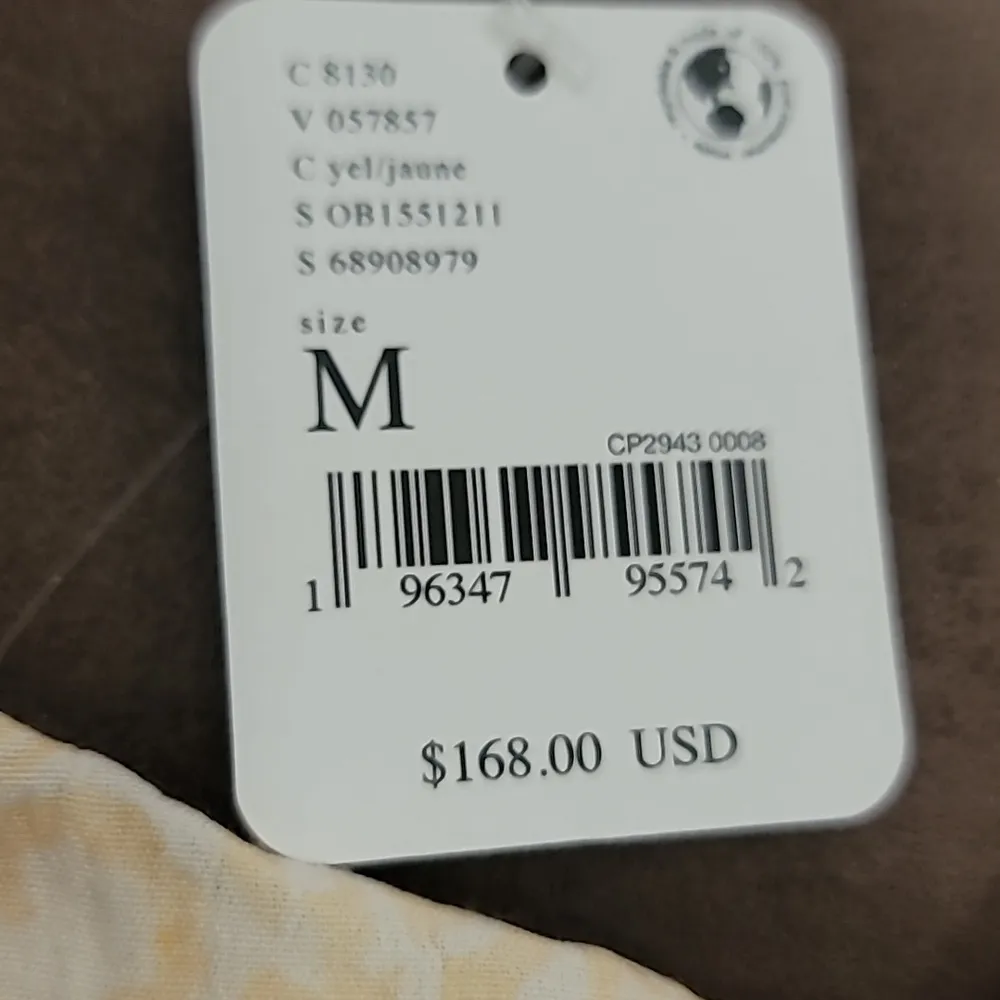 C 8130
V 057857
C yel/jaune
S OB1551211
S 68908979
size
M
CP2943 0008
1 96347 95574 2
$168.00 USD